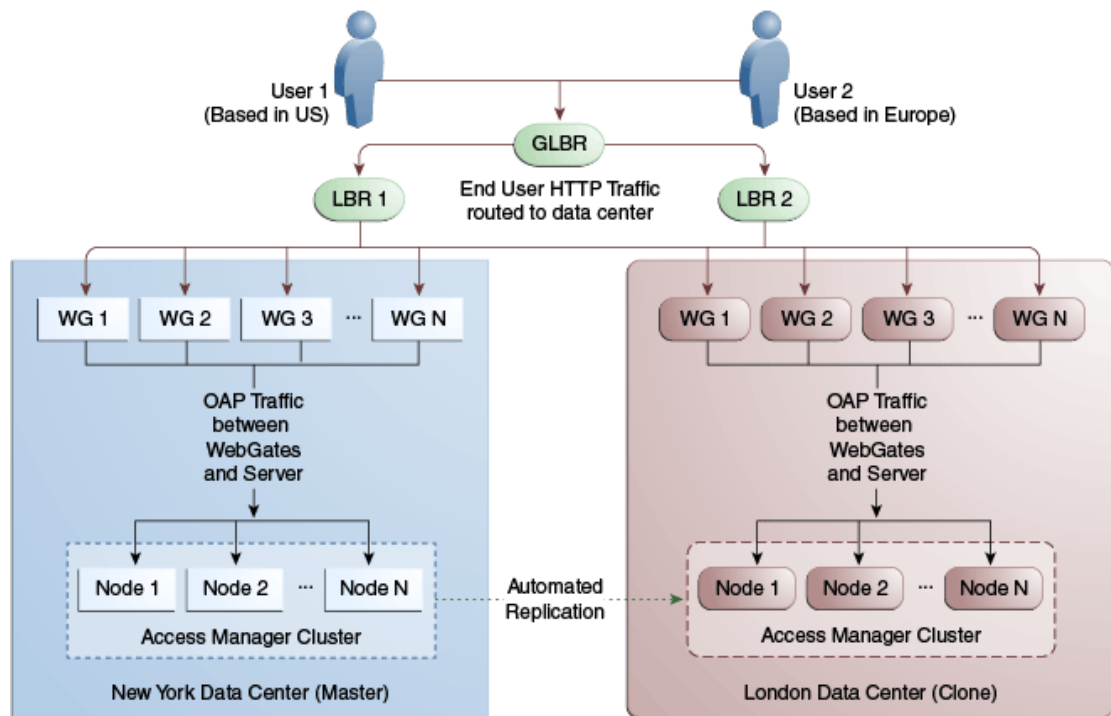 User 1
(Based in US)
User 2
(Based in Europe)
GLBR
LBR 1
End User HTTP Traffic
routed to data center
LBR 2
WG 1
WG 2
WG 3
...
WG N
WG 1
WG 2
WG 3
...
WG N
OAP Traffic
between
WebGates
and Server
OAP Traffic
between
WebGates
and Server
Node 1
Node 2
...
Node N
Access Manager Cluster
Automated
Replication
Node 1
Node 2
...
Node N
Access Manager Cluster
New York Data Center (Master)
London Data Center (Clone)